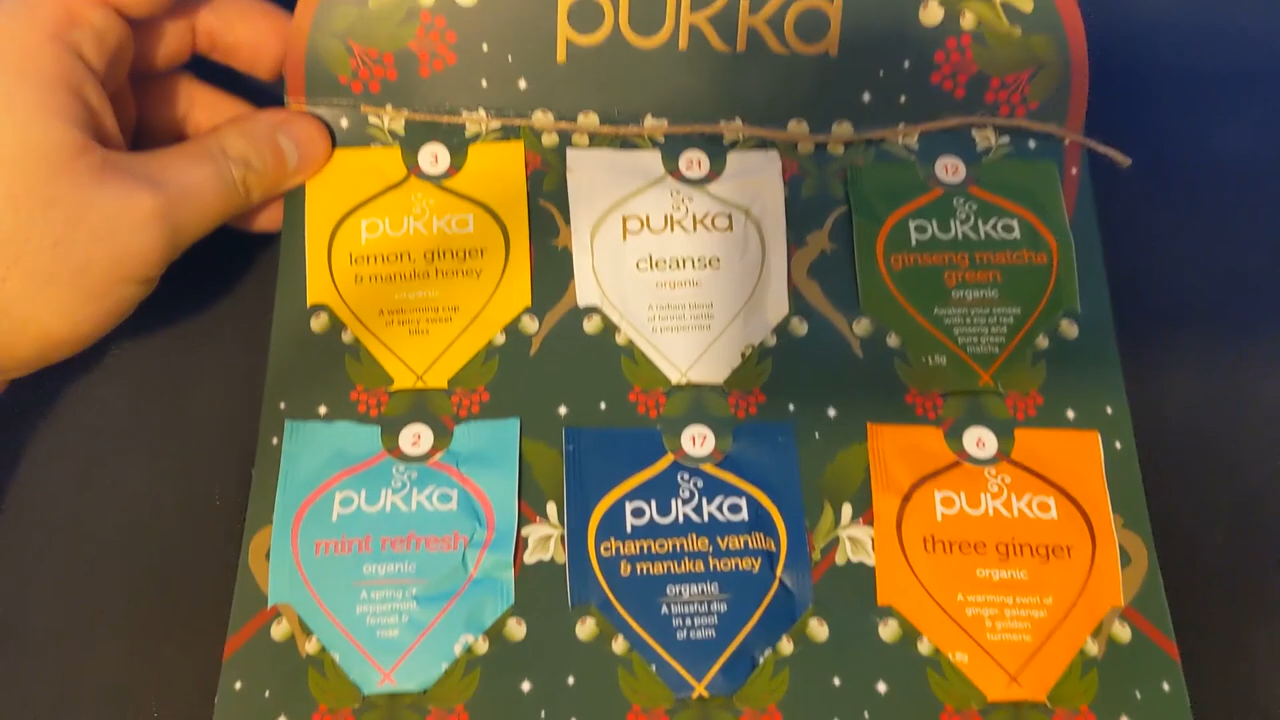 pukka
3
pukka
lemon, ginger
& manuka honey
organic
A welcoming cup
of spicy-sweet
bliss
21
pukka
cleanse
organic
A radiant blend
of fennel, nettle
& peppermint
12
pukka
ginseng matcha
green
organic
Awaken your senses
with a zip of red
ginseng and
pure green
matcha
1.5g
2
pukka
mint refresh
organic
A spring of
peppermint,
fennel &
rose
17
pukka
chamomile, vanilla
& manuka honey
organic
A blissful dip
in a pool
of calm
6
pukka
three ginger
organic
A warming swirl of
ginger, galangal
& golden
turmeric
1.8g